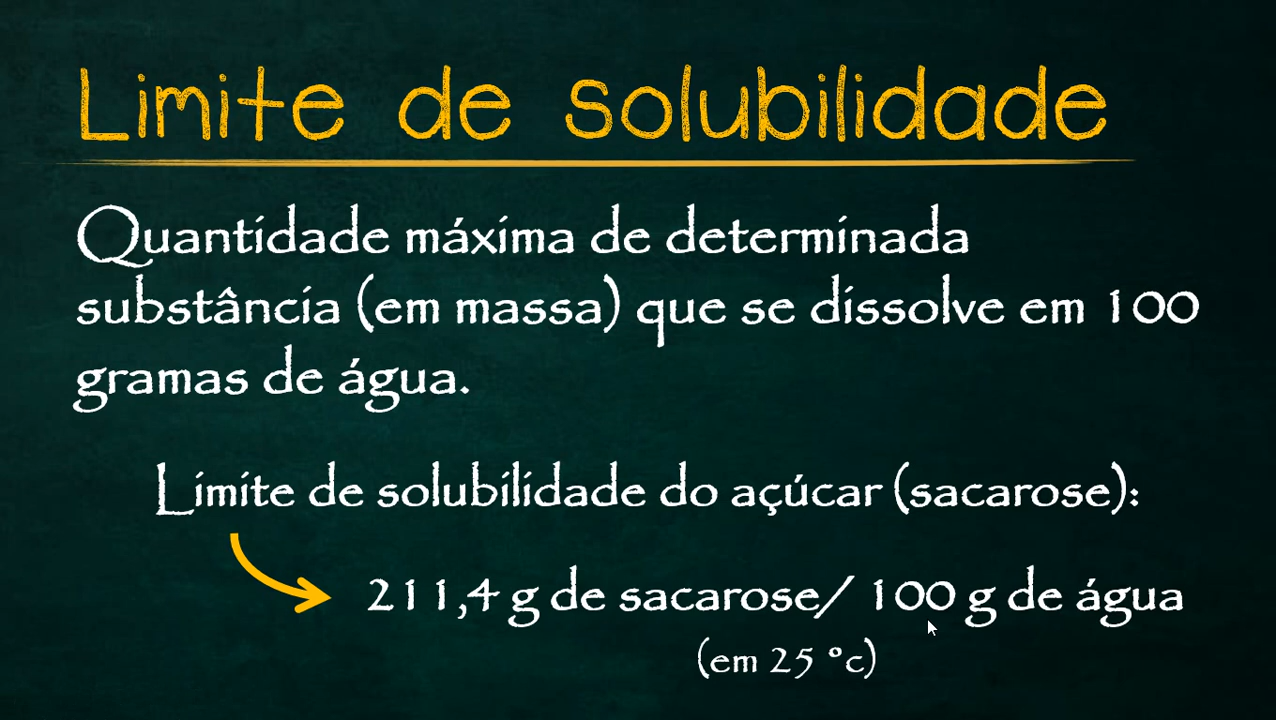 Limite de solubilidade
Quantidade máxima de determinada
substância (em massa) que se dissolve em 100
gramas de água.
Limite de solubilidade do açúcar (sacarose):
211,4 g de sacarose/ 100 g de água
(em 25 °c)